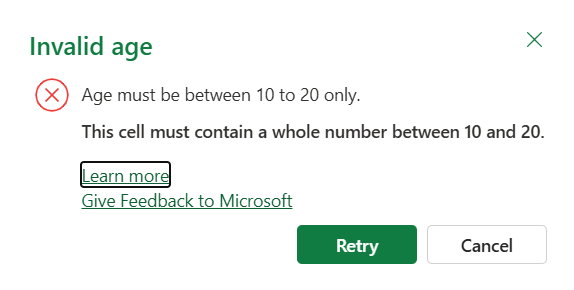 Invalid age
Age must be between 10 to 20 only.
This cell must contain a whole number between 10 and 20.
Learn more
Give Feedback to Microsoft
Retry Cancel